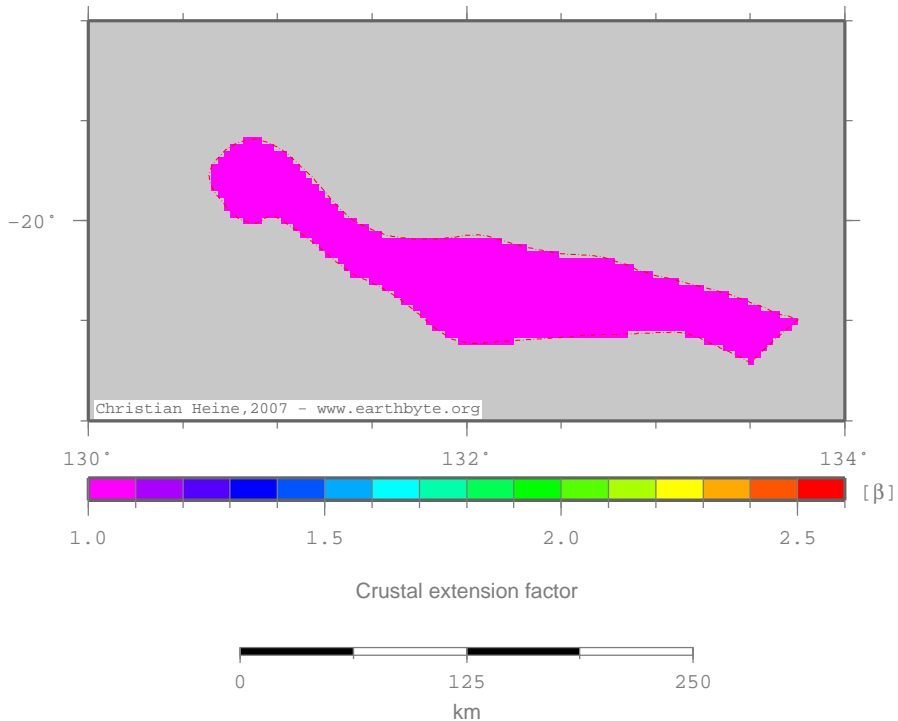 -20°
Christian Heine,2007 - www.earthbyte.org
130° 132° 134°
[β]
1.0 1.5 2.0 2.5
Crustal extension factor
0 125 250
km